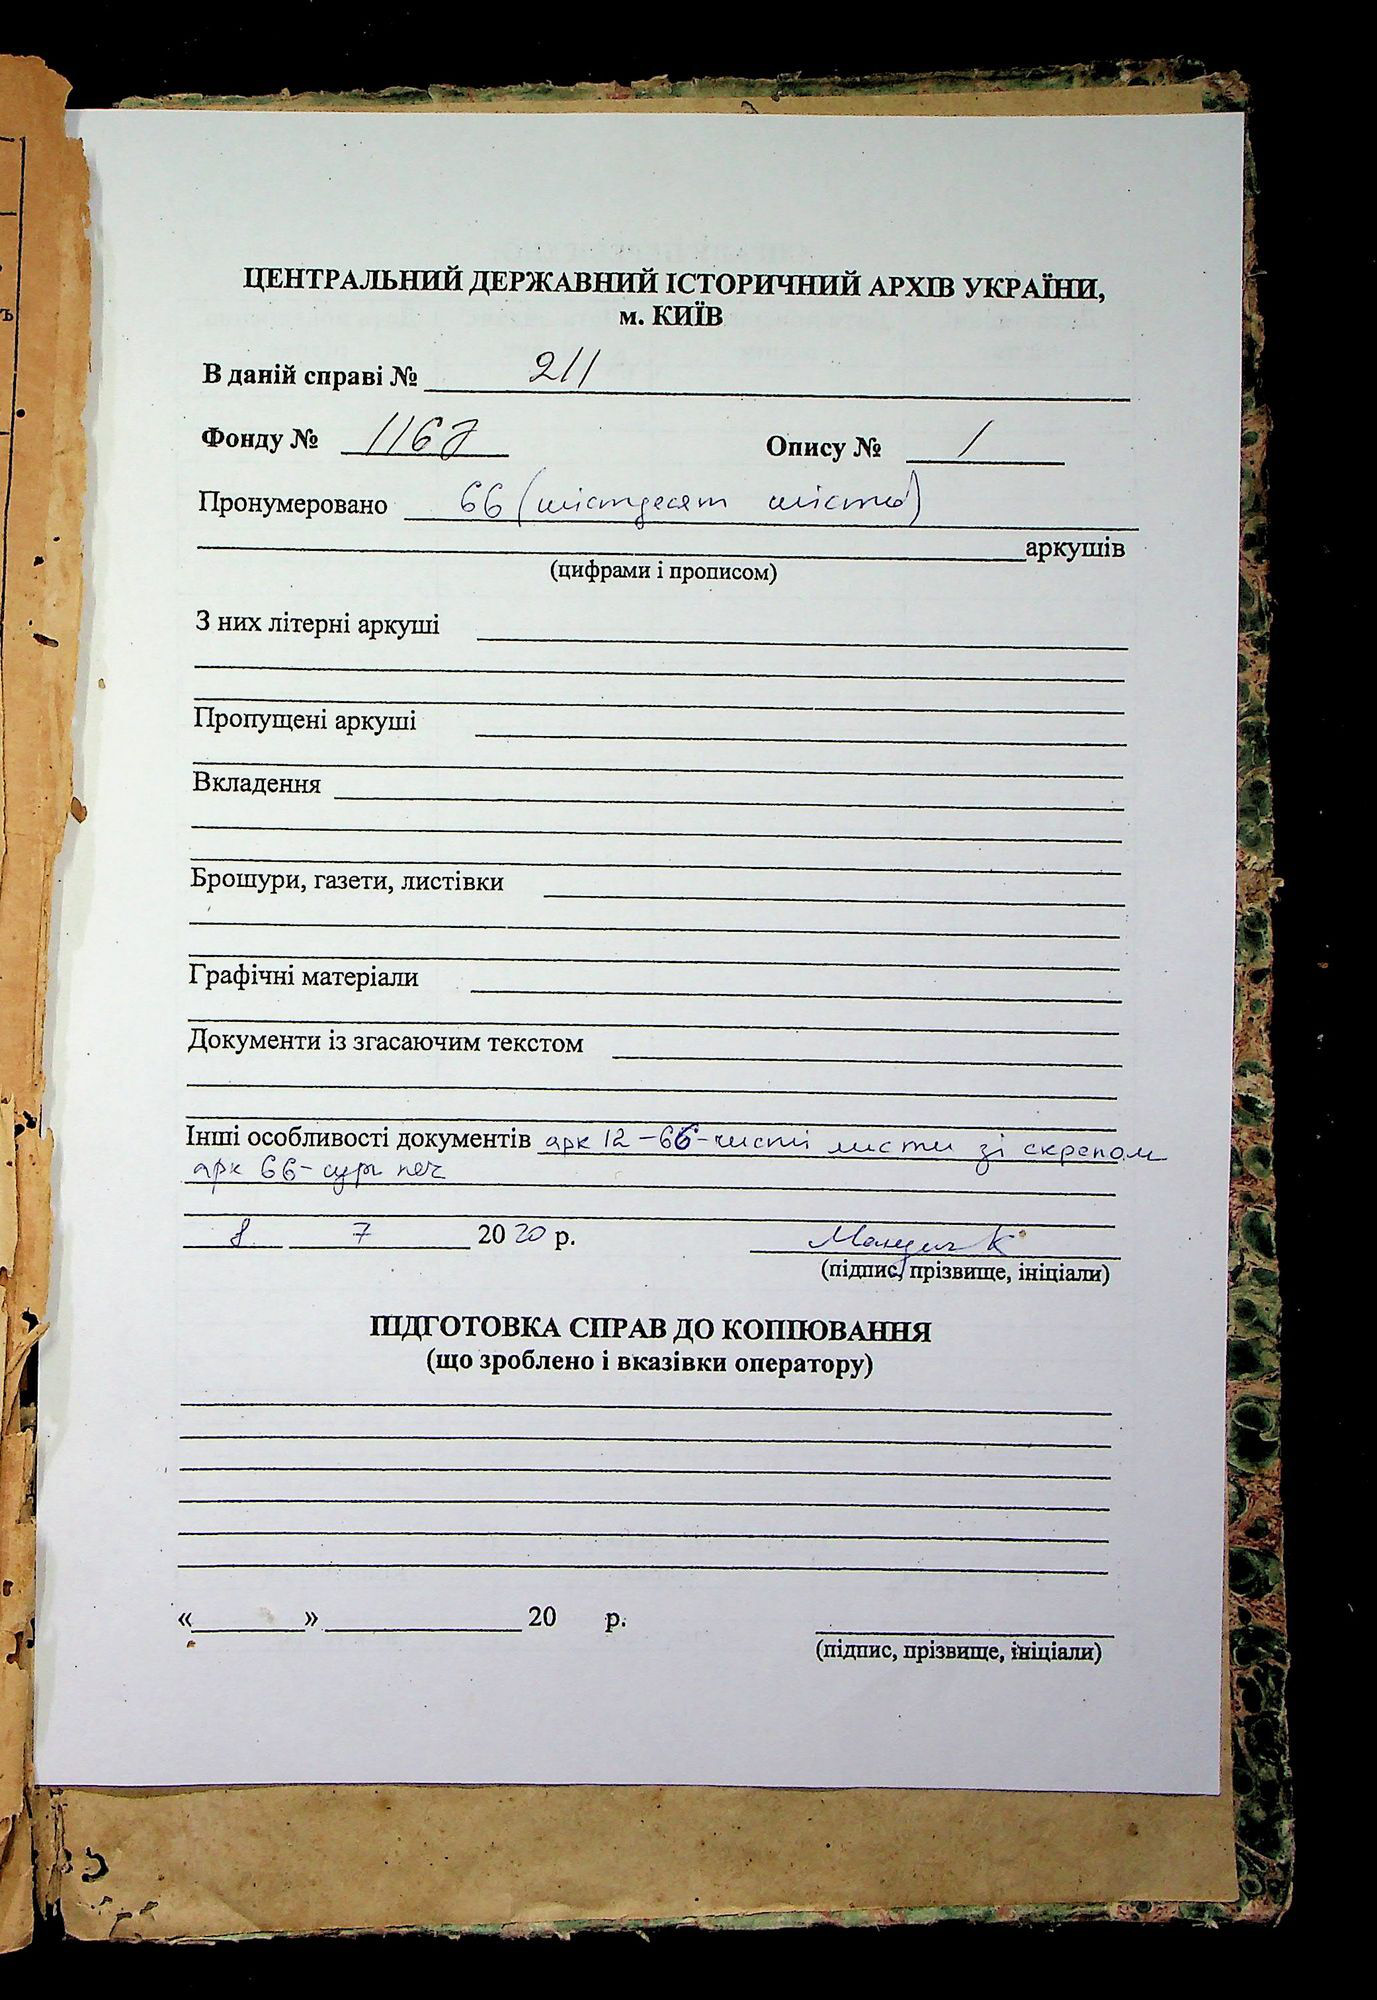 ЦЕНТРАЛЬНИЙ ДЕРЖАВНИЙ ІСТОРИЧНИЙ АРХІВ УКРАЇНИ,
м. КИЇВ
В даній справі № 211
Фонду № 1167 Опису № 1
Пронумеровано 66 (шістдесят шість)
аркушів
(цифрами і прописом)
З них літерні аркуші
Пропущені аркуші
Вкладення
Брошури, газети, листівки
Графічні матеріали
Документи із згасаючим текстом
Інші особливості документів арк 12-66-чисті листи зі скрепом
арк 66- сург печ
8 7 2020 р.
(підпис, прізвище, ініціали)
ПІДГОТОВКА СПРАВ ДО КОПІЮВАННЯ
(що зроблено і вказівки оператору)
« » 20 р.
(підпис, прізвище, ініціали)